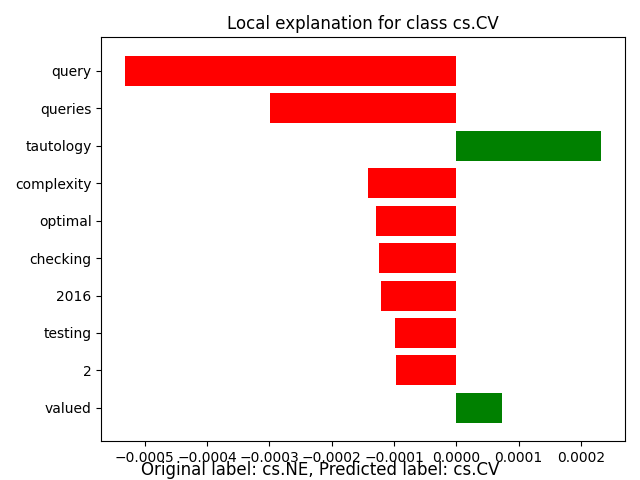 Local explanation for class cs.CV
query
queries
tautology
complexity
optimal
checking
2016
testing
2
valued
−0.0005 −0.0004 −0.0003 −0.0002 −0.0001 0.0000 0.0001 0.0002
Original label: cs.NE, Predicted label: cs.CV